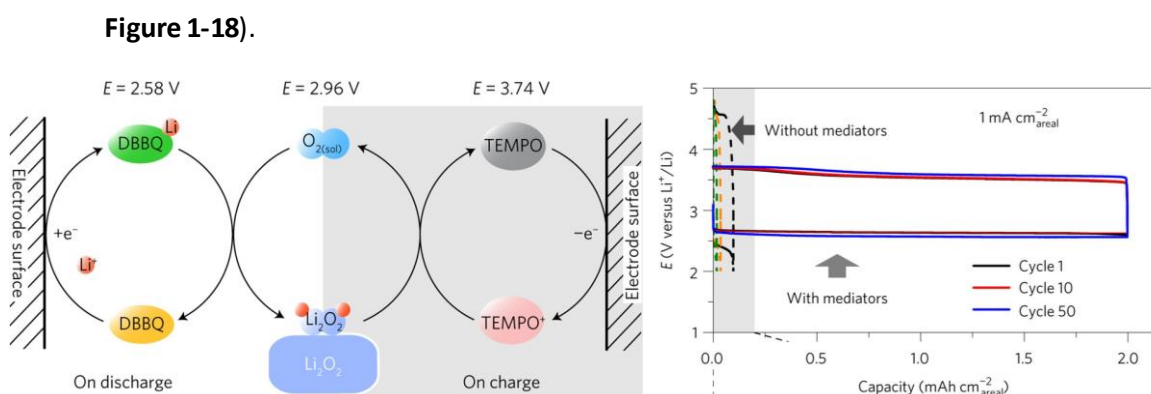 Figure 1-18).
E = 2.58 V
E = 2.96 V
E = 3.74 V
Electrode surface
DBBQ
Li
O2(sol)
TEMPO
+e⁻
Li⁺
−e⁻
Electrode surface
DBBQ
Li2O2
TEMPO⁺
Li2O2
On discharge
On charge
E (V versus Li⁺/Li)
5
4
3
2
1
Without mediators
1 mA cm⁻²areal
With mediators
Cycle 1
Cycle 10
Cycle 50
0.0
0.5
1.0
1.5
2.0
Capacity (mAh cm⁻²areal)